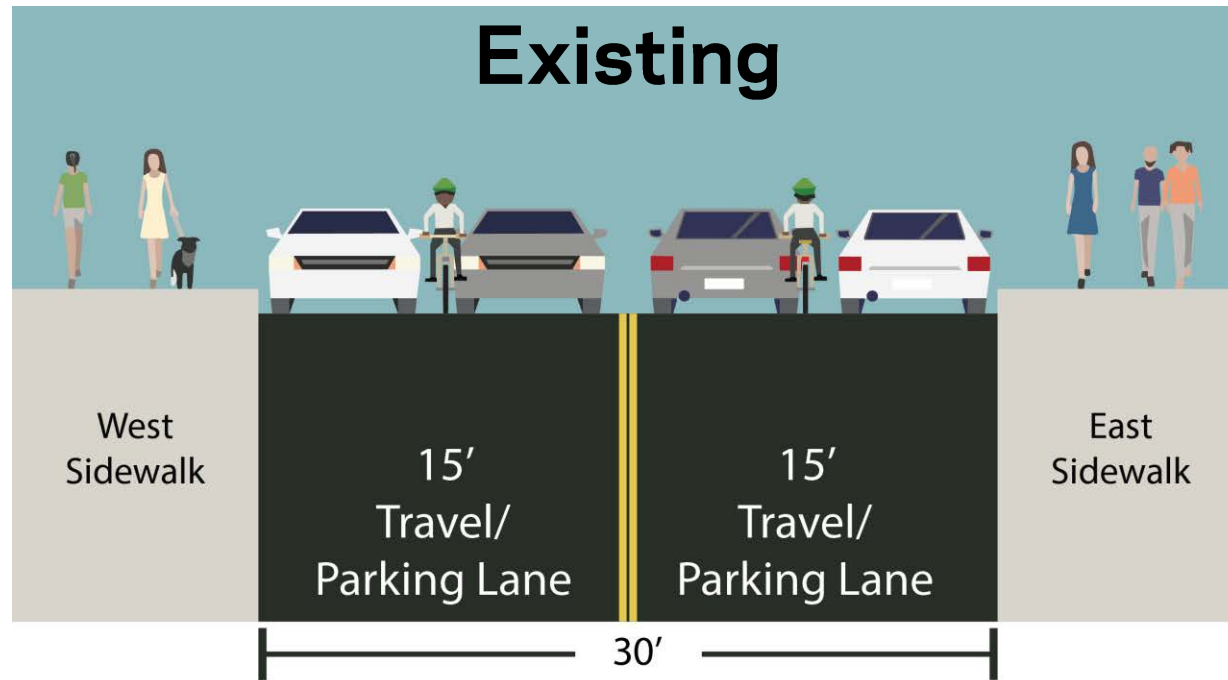 Existing
West
Sidewalk
15’
Travel/
Parking Lane
15’
Travel/
Parking Lane
East
Sidewalk
30’